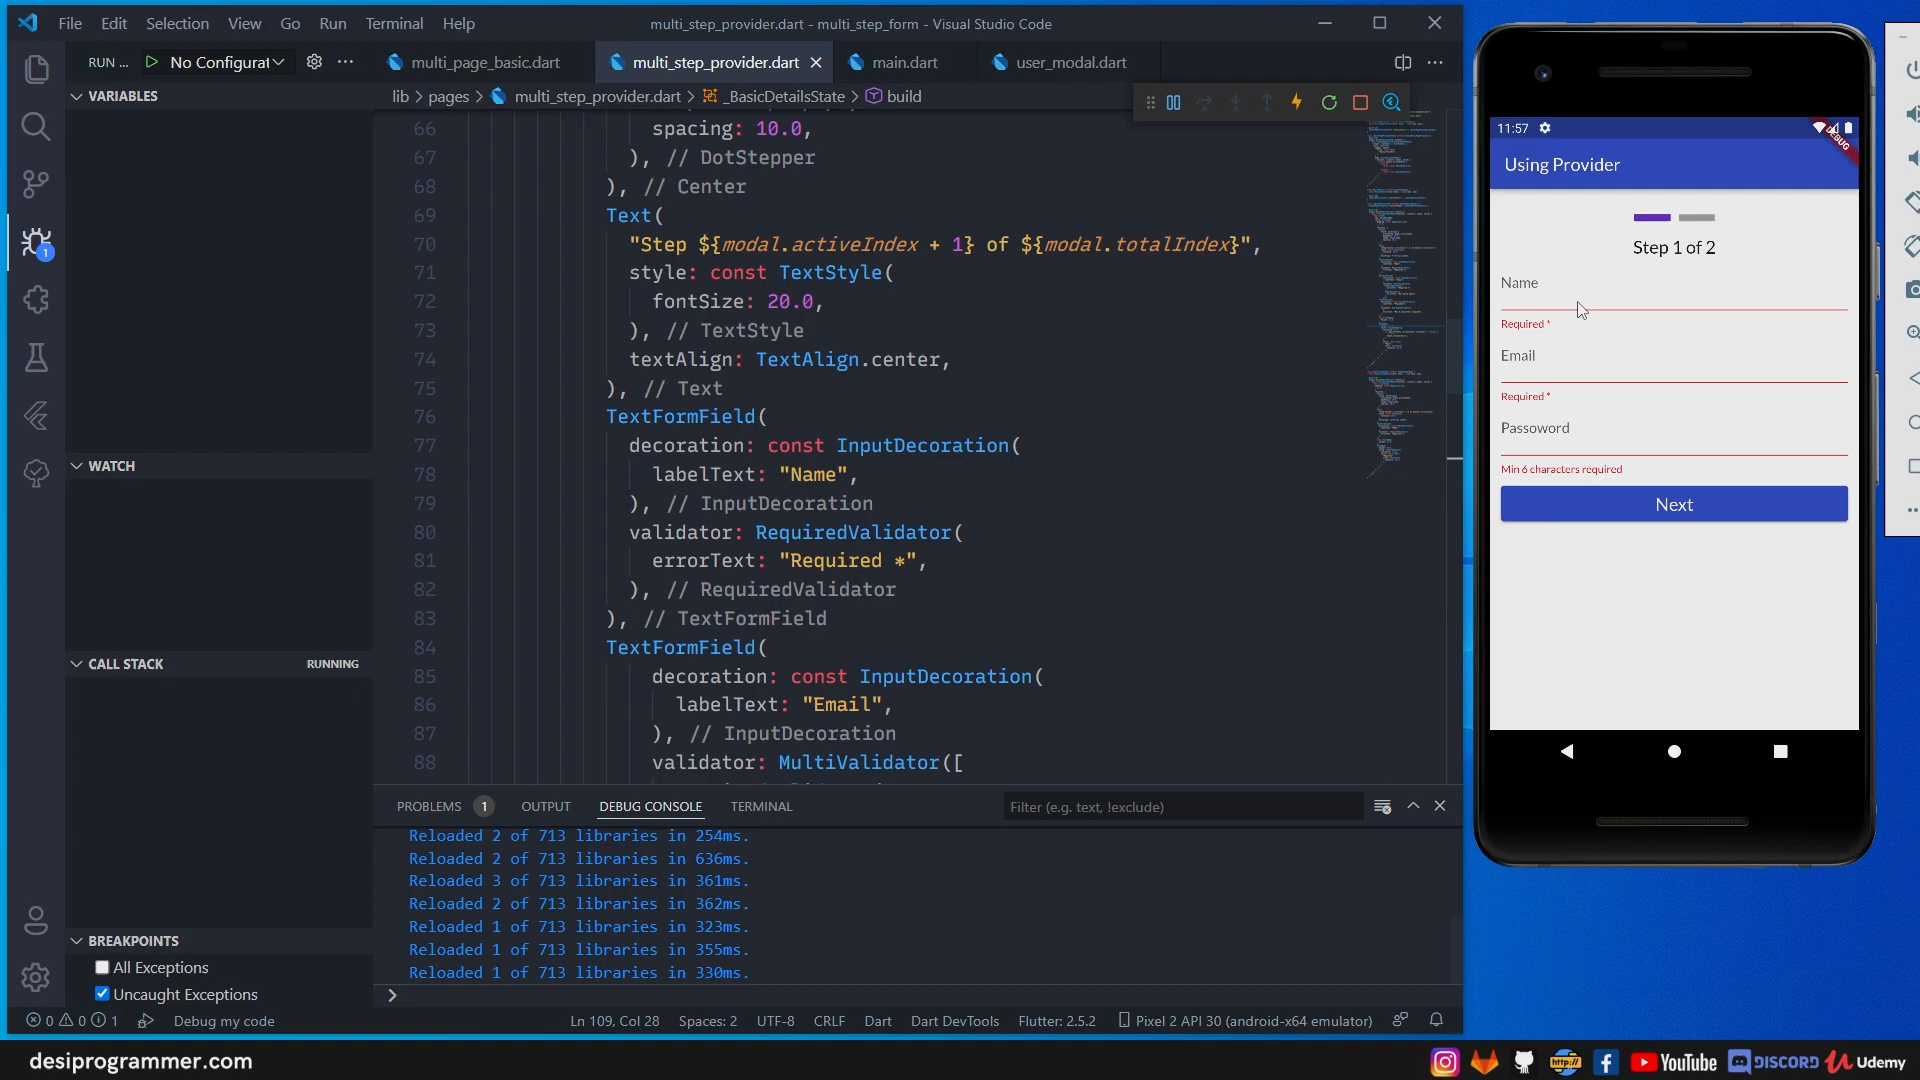 File Edit Selection View Go Run Terminal Help
multi_step_provider.dart - multi_step_form - Visual Studio Code
RUN ... No Configurat
multi_page_basic.dart
multi_step_provider.dart
main.dart
user_modal.dart
VARIABLES
lib > pages > multi_step_provider.dart > _BasicDetailsState > build
66 spacing: 10.0,
67 ), // DotStepper
68 ), // Center
69 Text(
70 "Step ${modal.activeIndex + 1} of ${modal.totalIndex}",
71 style: const TextStyle(
72 fontSize: 20.0,
73 ), // TextStyle
74 textAlign: TextAlign.center,
75 ), // Text
76 TextFormField(
77 decoration: const InputDecoration(
78 labelText: "Name",
79 ), // InputDecoration
80 validator: RequiredValidator(
81 errorText: "Required *",
82 ), // RequiredValidator
83 ), // TextFormField
84 TextFormField(
85 decoration: const InputDecoration(
86 labelText: "Email",
87 ), // InputDecoration
88 validator: MultiValidator([
WATCH
CALL STACK RUNNING
BREAKPOINTS
All Exceptions
Uncaught Exceptions
1
PROBLEMS 1 OUTPUT DEBUG CONSOLE TERMINAL
Filter (e.g. text, !exclude)
Reloaded 2 of 713 libraries in 254ms.
Reloaded 2 of 713 libraries in 636ms.
Reloaded 3 of 713 libraries in 361ms.
Reloaded 2 of 713 libraries in 362ms.
Reloaded 1 of 713 libraries in 323ms.
Reloaded 1 of 713 libraries in 355ms.
Reloaded 1 of 713 libraries in 330ms.
0 0 1 Debug my code
Ln 109, Col 28 Spaces: 2 UTF-8 CRLF Dart Dart DevTools Flutter: 2.5.2 Pixel 2 API 30 (android-x64 emulator)
11:57
DEBUG
Using Provider
Step 1 of 2
Name
Required *
Email
Required *
Passoword
Min 6 characters required
Next
desiprogrammer.com
http://
YouTube
DISCORD
Udemy